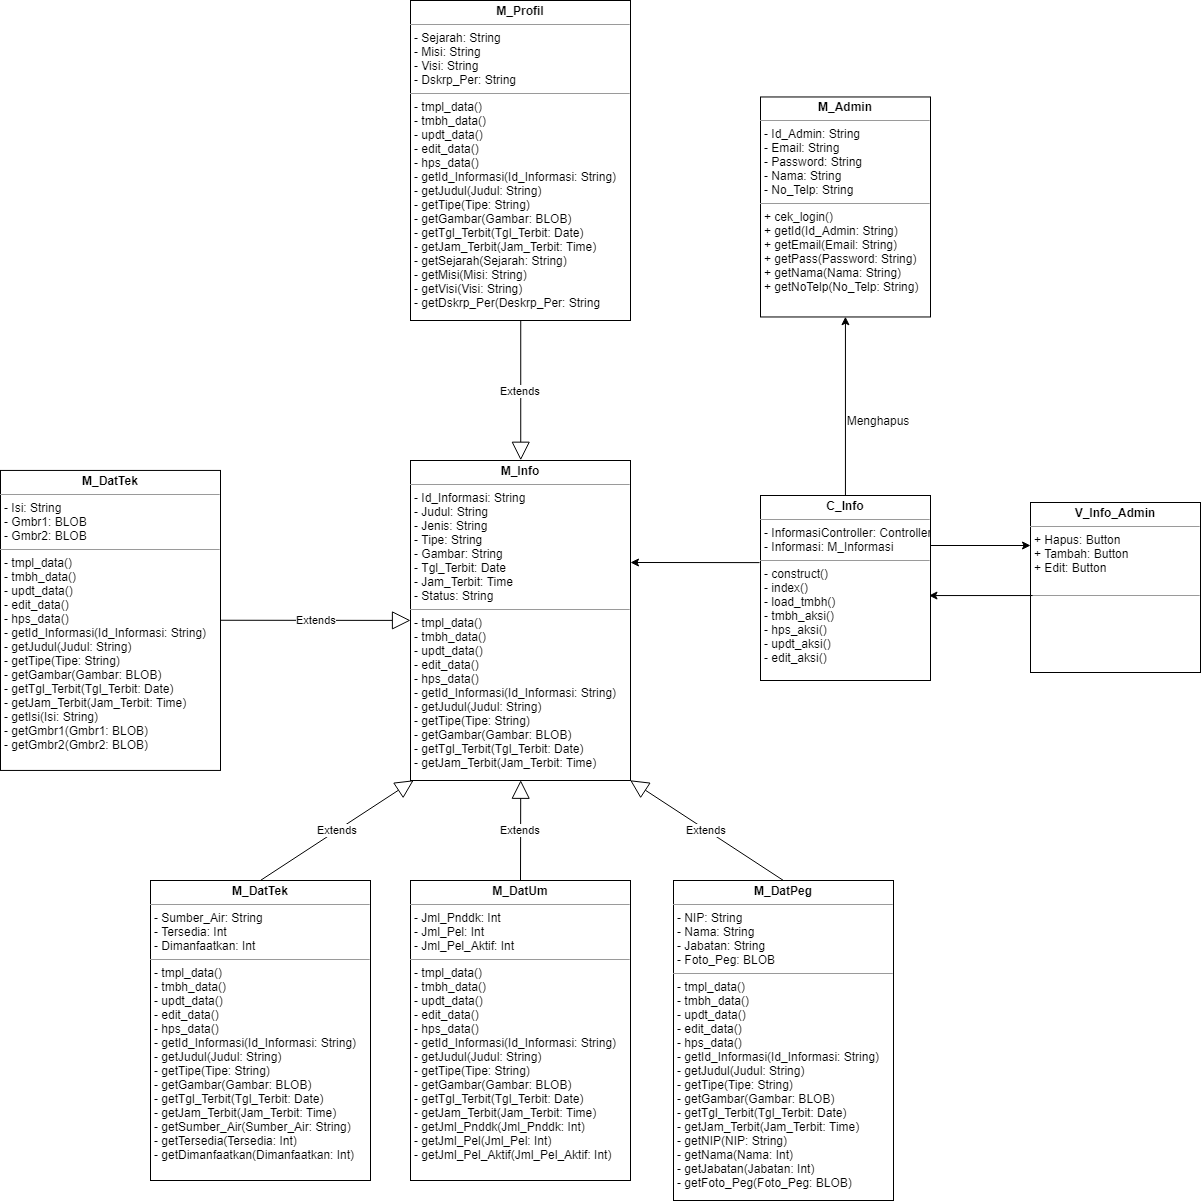 M_Profil
- Sejarah: String
- Misi: String
- Visi: String
- Dskrp_Per: String
- tmpl_data()
- tmbh_data()
- updt_data()
- edit_data()
- hps_data()
- getId_Informasi(Id_Informasi: String)
- getJudul(Judul: String)
- getTipe(Tipe: String)
- getGambar(Gambar: BLOB)
- getTgl_Terbit(Tgl_Terbit: Date)
- getJam_Terbit(Jam_Terbit: Time)
- getSejarah(Sejarah: String)
- getMisi(Misi: String)
- getVisi(Visi: String)
- getDskrp_Per(Deskrp_Per: String
M_Admin
- Id_Admin: String
- Email: String
- Password: String
- Nama: String
- No_Telp: String
+ cek_login()
+ getId(Id_Admin: String)
+ getEmail(Email: String)
+ getPass(Password: String)
+ getNama(Nama: String)
+ getNoTelp(No_Telp: String)
Extends
Menghapus
M_DatTek
- Isi: String
- Gmbr1: BLOB
- Gmbr2: BLOB
- tmpl_data()
- tmbh_data()
- updt_data()
- edit_data()
- hps_data()
- getId_Informasi(Id_Informasi: String)
- getJudul(Judul: String)
- getTipe(Tipe: String)
- getGambar(Gambar: BLOB)
- getTgl_Terbit(Tgl_Terbit: Date)
- getJam_Terbit(Jam_Terbit: Time)
- getIsi(Isi: String)
- getGmbr1(Gmbr1: BLOB)
- getGmbr2(Gmbr2: BLOB)
Extends
M_Info
- Id_Informasi: String
- Judul: String
- Jenis: String
- Tipe: String
- Gambar: String
- Tgl_Terbit: Date
- Jam_Terbit: Time
- Status: String
- tmpl_data()
- tmbh_data()
- updt_data()
- edit_data()
- hps_data()
- getId_Informasi(Id_Informasi: String)
- getJudul(Judul: String)
- getTipe(Tipe: String)
- getGambar(Gambar: BLOB)
- getTgl_Terbit(Tgl_Terbit: Date)
- getJam_Terbit(Jam_Terbit: Time)
C_Info
- InformasiController: Controller
- Informasi: M_Informasi
- construct()
- index()
- load_tmbh()
- tmbh_aksi()
- hps_aksi()
- updt_aksi()
- edit_aksi()
V_Info_Admin
+ Hapus: Button
+ Tambah: Button
+ Edit: Button
Extends
Extends
Extends
M_DatTek
- Sumber_Air: String
- Tersedia: Int
- Dimanfaatkan: Int
- tmpl_data()
- tmbh_data()
- updt_data()
- edit_data()
- hps_data()
- getId_Informasi(Id_Informasi: String)
- getJudul(Judul: String)
- getTipe(Tipe: String)
- getGambar(Gambar: BLOB)
- getTgl_Terbit(Tgl_Terbit: Date)
- getJam_Terbit(Jam_Terbit: Time)
- getSumber_Air(Sumber_Air: String)
- getTersedia(Tersedia: Int)
- getDimanfaatkan(Dimanfaatkan: Int)
M_DatUm
- Jml_Pnddk: Int
- Jml_Pel: Int
- Jml_Pel_Aktif: Int
- tmpl_data()
- tmbh_data()
- updt_data()
- edit_data()
- hps_data()
- getId_Informasi(Id_Informasi: String)
- getJudul(Judul: String)
- getTipe(Tipe: String)
- getGambar(Gambar: BLOB)
- getTgl_Terbit(Tgl_Terbit: Date)
- getJam_Terbit(Jam_Terbit: Time)
- getJml_Pnddk(Jml_Pnddk: Int)
- getJml_Pel(Jml_Pel: Int)
- getJml_Pel_Aktif(Jml_Pel_Aktif: Int)
M_DatPeg
- NIP: String
- Nama: String
- Jabatan: String
- Foto_Peg: BLOB
- tmpl_data()
- tmbh_data()
- updt_data()
- edit_data()
- hps_data()
- getId_Informasi(Id_Informasi: String)
- getJudul(Judul: String)
- getTipe(Tipe: String)
- getGambar(Gambar: BLOB)
- getTgl_Terbit(Tgl_Terbit: Date)
- getJam_Terbit(Jam_Terbit: Time)
- getNIP(NIP: String)
- getNama(Nama: Int)
- getJabatan(Jabatan: Int)
- getFoto_Peg(Foto_Peg: BLOB)